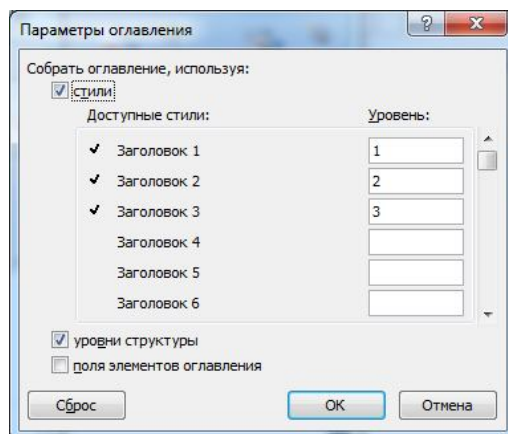 Параметры оглавления
Собрать оглавление, используя:
стили
Доступные стили: Уровень:
Заголовок 1 1
Заголовок 2 2
Заголовок 3 3
Заголовок 4
Заголовок 5
Заголовок 6
уровни структуры
поля элементов оглавления
Сброс ОК Отмена